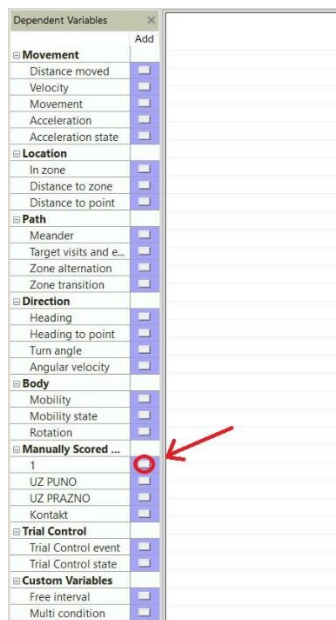 Dependent Variables
Add
Movement
Distance moved
Velocity
Movement
Acceleration
Acceleration state
Location
In zone
Distance to zone
Distance to point
Path
Meander
Target visits and e...
Zone alternation
Zone transition
Direction
Heading
Heading to point
Turn angle
Angular velocity
Body
Mobility
Mobility state
Rotation
Manually Scored ...
1
UZ PUNO
UZ PRAZNO
Kontakt
Trial Control
Trial Control event
Trial Control state
Custom Variables
Free interval
Multi condition